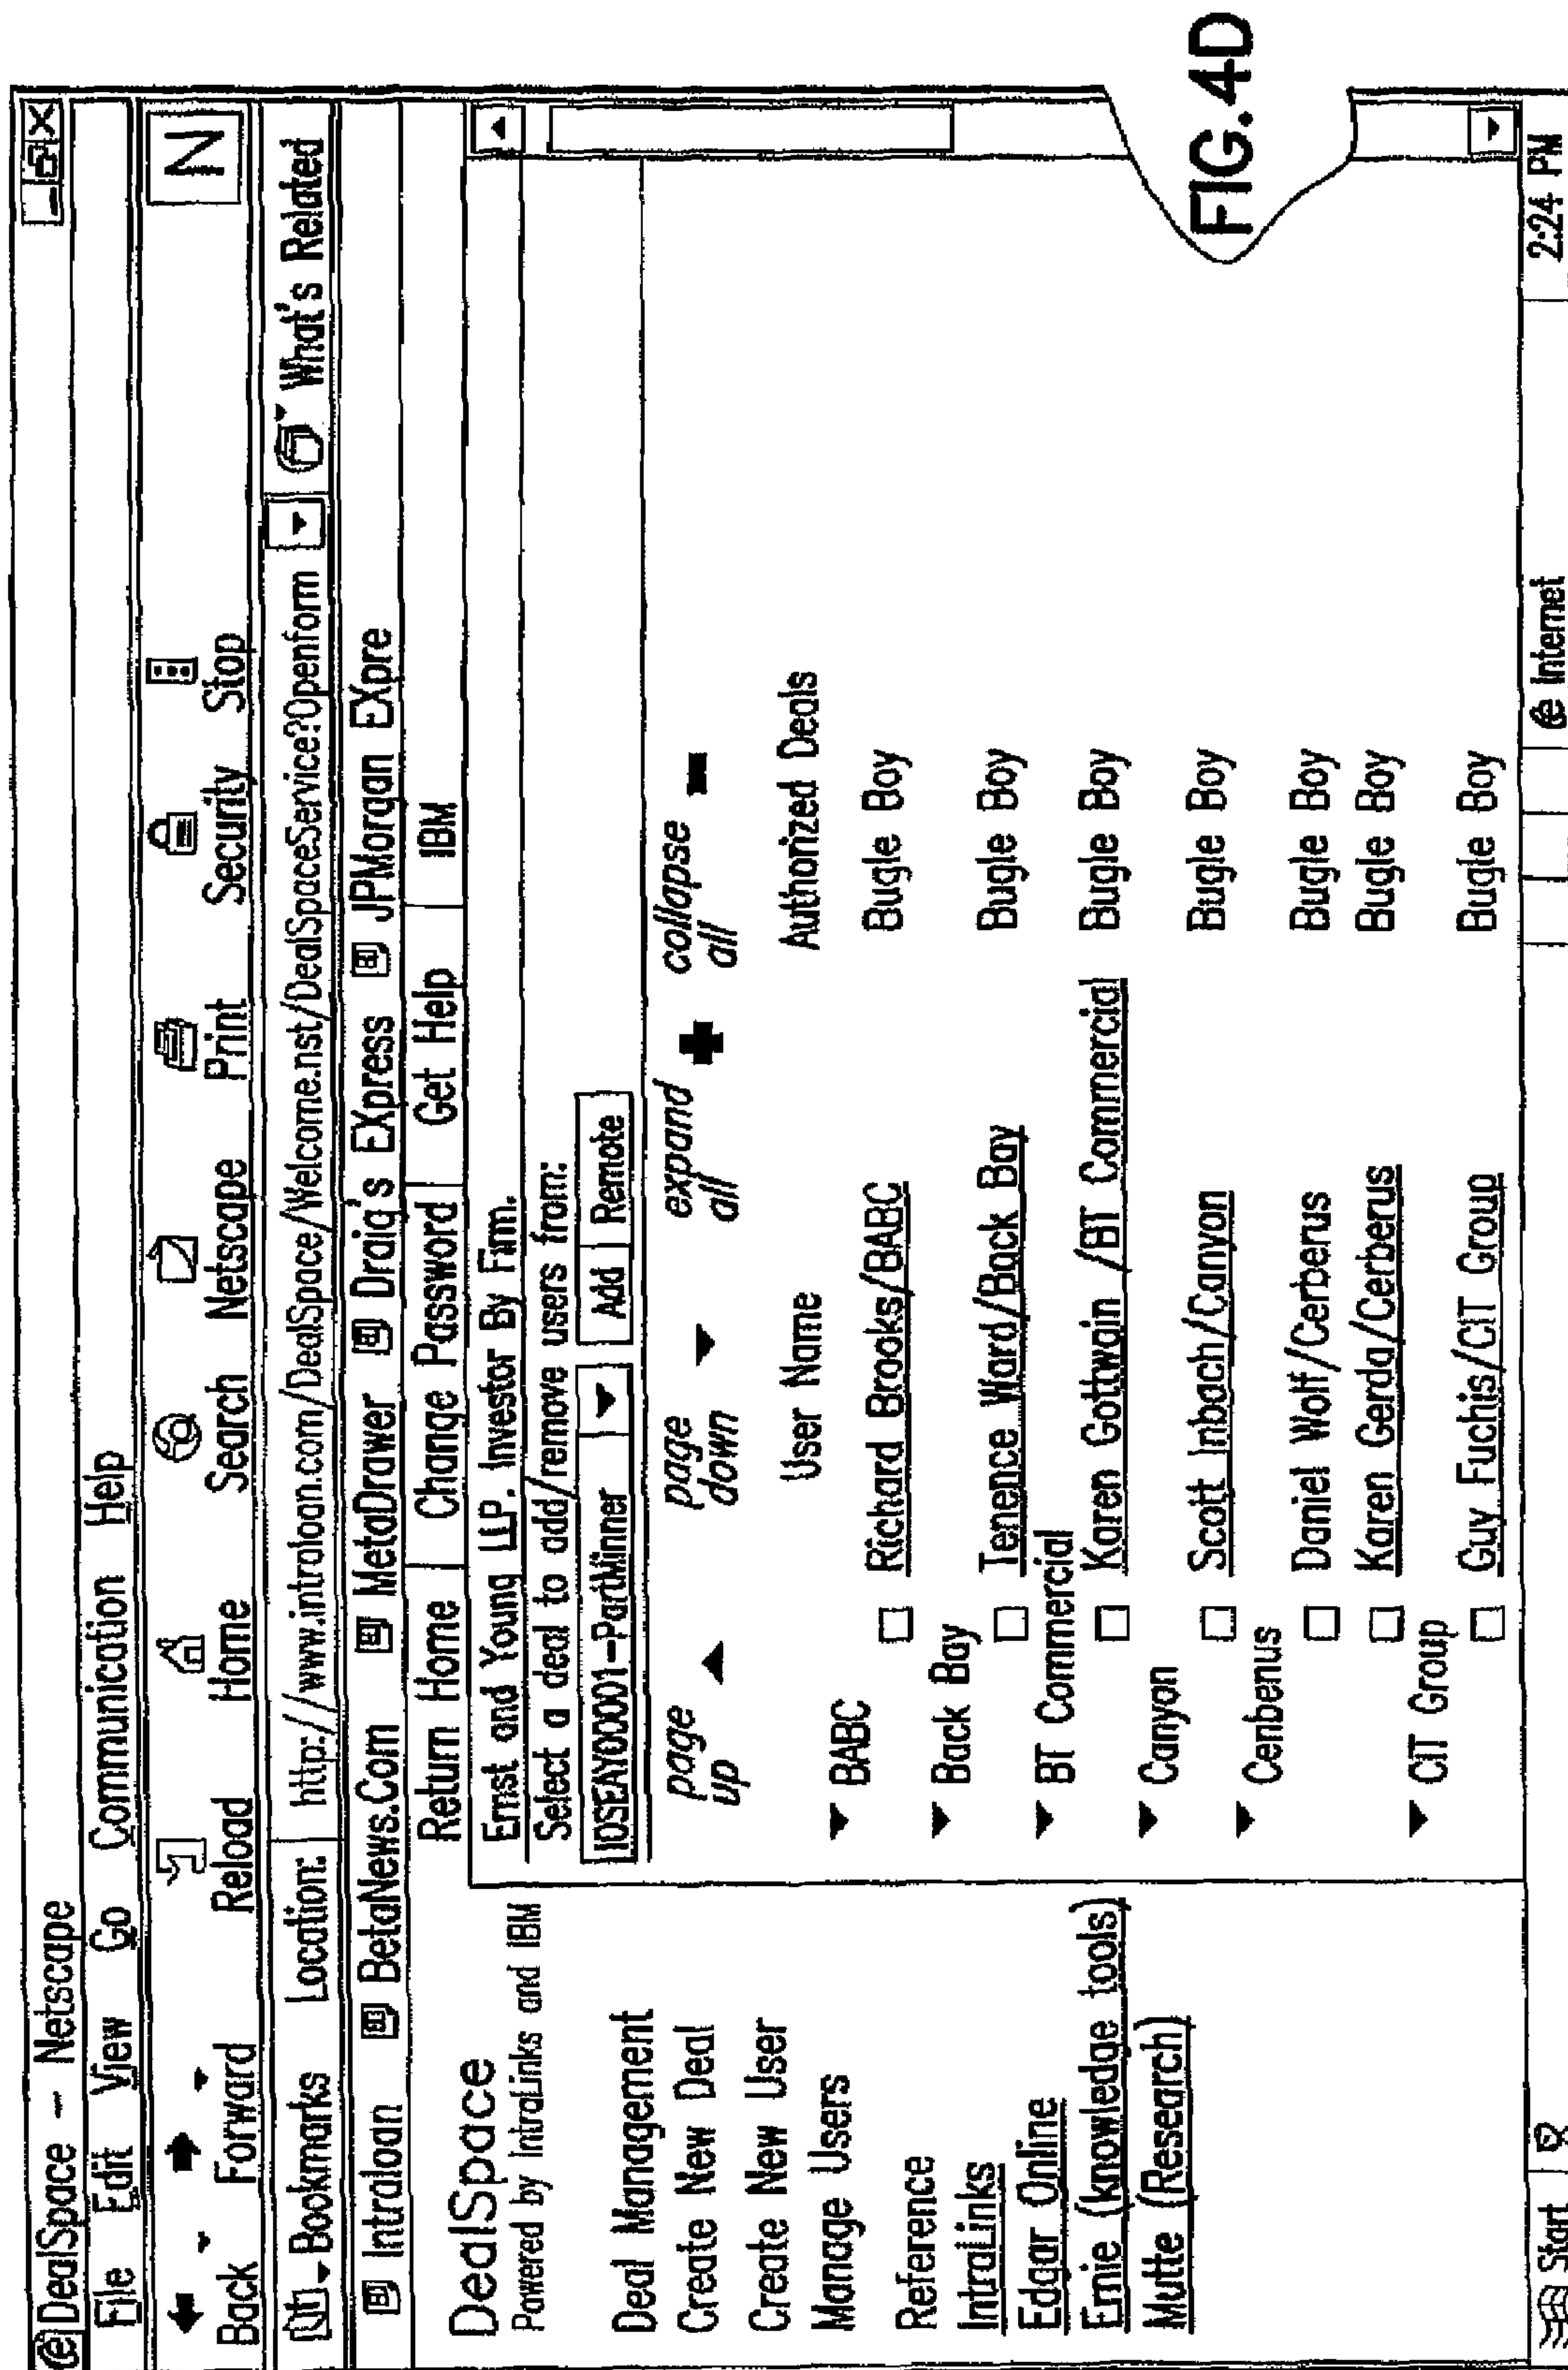 DealSpace - Netscape
File Edit View Go Communication Help
Back Forward Reload Home Search Netscape Print Security Stop
N
Bookmarks Location: http://www.intraloan.com/DealSpace/Welcome.nst/DealSpaceService?Openform What's Related
Intraloan BetaNews.Com MetaDrawer Draig's EXpress JPMorgan EXpre
Return Home Change Password Get Help IBM
DealSpace
Powered by IntraLinks and IBM
Deal Management
Create New Deal
Create New User
Manage Users
Reference
IntraLinks
Edgar Online
Ernie (knowledge tools)
Mutte (Research)
Ernst and Young LLP. Investor By Firm.
Select a deal to add/remove users from:
IDSEAY00001-PartMinner Add Remote
page up page down expand all collapse all
User Name Authorized Deals
BABC
Richard Brooks/BABC Bugle Boy
Back Bay
Tenence Ward/Back Bay Bugle Boy
BT Commercial
Karen Gottwain /BT Commercial Bugle Boy
Canyon
Scott Inbach/Canyon Bugle Boy
Cenbenus
Daniel Wolf/Cerberus Bugle Boy
Karen Gerda/Cerberus Bugle Boy
CIT Group
Guy Fuchis/CIT Group Bugle Boy
Start Internet 2:24 PM
FIG.4D